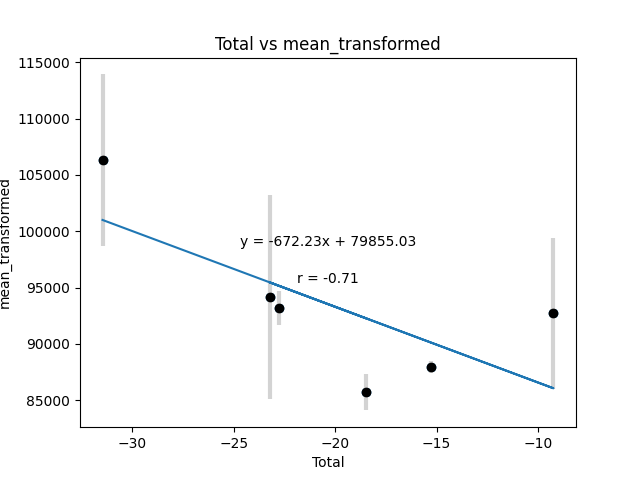 Total vs mean_transformed
115000
110000
105000
100000
95000
90000
85000
mean_transformed
y = -672.23x + 79855.03
r = -0.71
−30
−25
−20
−15
−10
Total